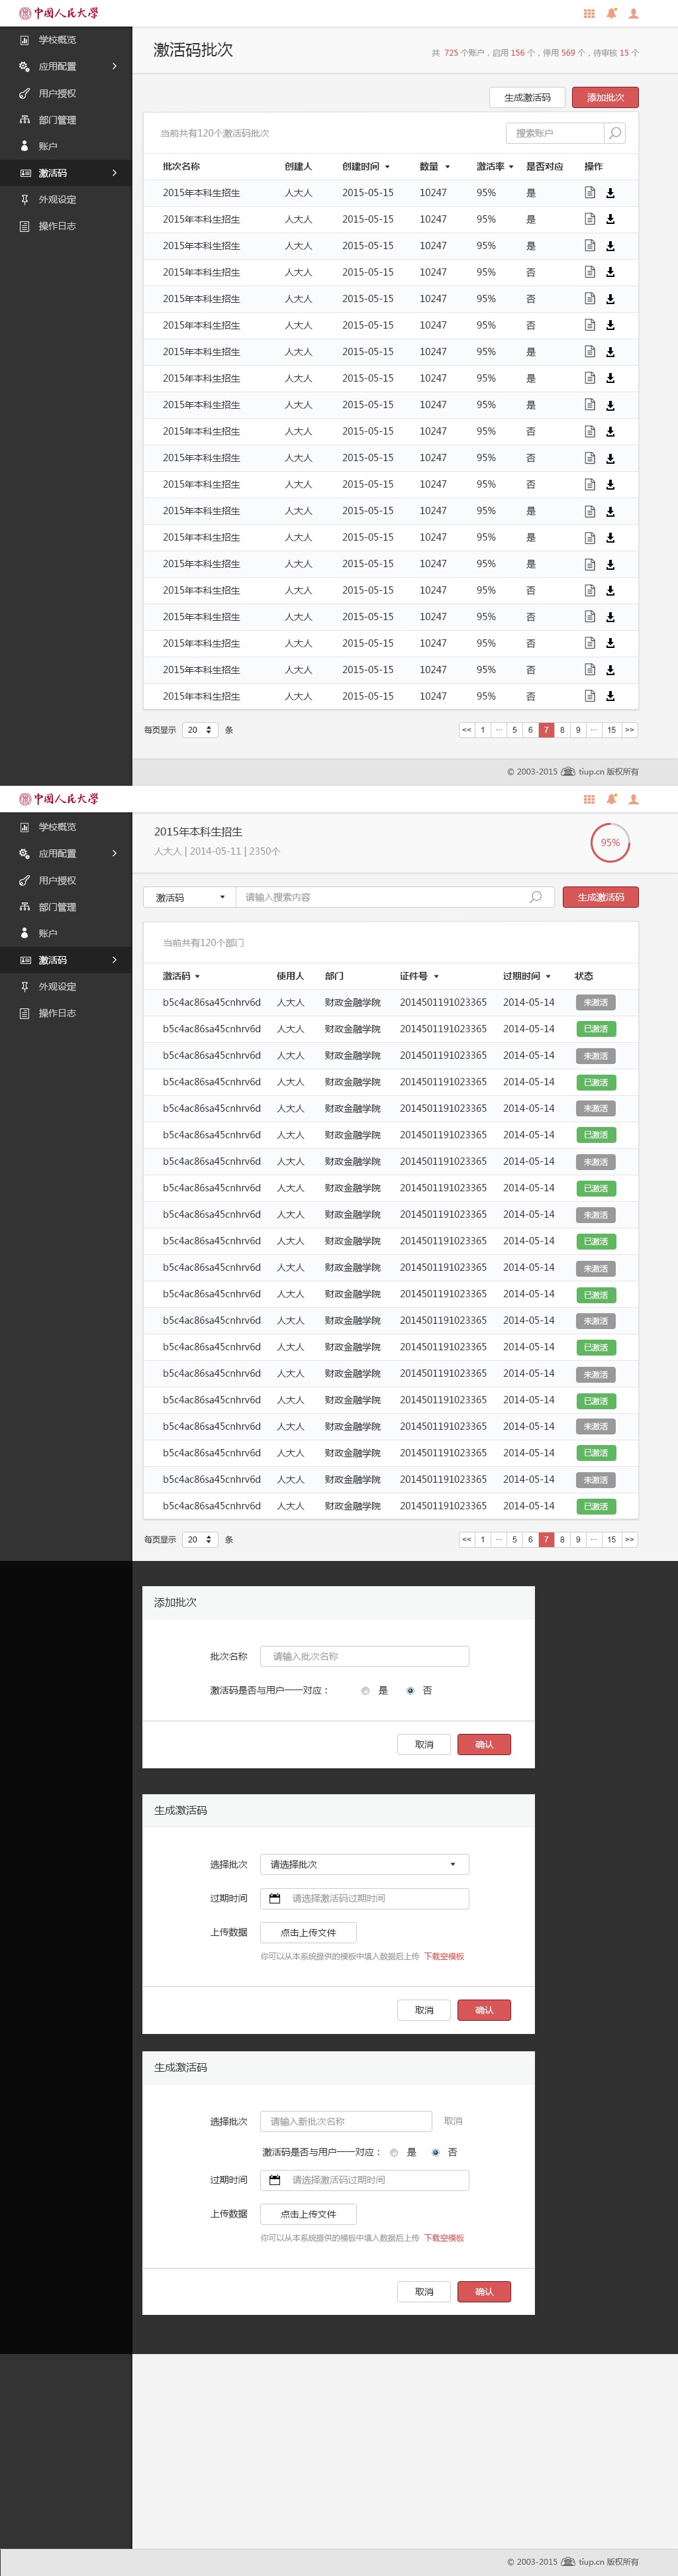 中国人民大学
学校概览
应用配置
用户授权
部门管理
账户
激活码
外观设定
操作日志
激活码批次
共 725 个账户，启用 156 个，停用 569 个，待审核 15 个
生成激活码 添加批次
当前共有120个激活码批次 搜索账户
批次名称 创建人 创建时间 数量 激活率 是否对应 操作
2015年本科生招生 人大人 2015-05-15 10247 95% 是
2015年本科生招生 人大人 2015-05-15 10247 95% 是
2015年本科生招生 人大人 2015-05-15 10247 95% 是
2015年本科生招生 人大人 2015-05-15 10247 95% 否
2015年本科生招生 人大人 2015-05-15 10247 95% 否
2015年本科生招生 人大人 2015-05-15 10247 95% 否
2015年本科生招生 人大人 2015-05-15 10247 95% 是
2015年本科生招生 人大人 2015-05-15 10247 95% 是
2015年本科生招生 人大人 2015-05-15 10247 95% 是
2015年本科生招生 人大人 2015-05-15 10247 95% 否
2015年本科生招生 人大人 2015-05-15 10247 95% 否
2015年本科生招生 人大人 2015-05-15 10247 95% 否
2015年本科生招生 人大人 2015-05-15 10247 95% 是
2015年本科生招生 人大人 2015-05-15 10247 95% 是
2015年本科生招生 人大人 2015-05-15 10247 95% 是
2015年本科生招生 人大人 2015-05-15 10247 95% 否
2015年本科生招生 人大人 2015-05-15 10247 95% 否
2015年本科生招生 人大人 2015-05-15 10247 95% 否
2015年本科生招生 人大人 2015-05-15 10247 95% 否
2015年本科生招生 人大人 2015-05-15 10247 95% 否
每页显示 20 条 << 1 ··· 5 6 7 8 9 ··· 15 >>
© 2003-2015 tiup.cn 版权所有
中国人民大学
学校概览
应用配置
用户授权
部门管理
账户
激活码
外观设定
操作日志
2015年本科生招生
人大人 | 2014-05-11 | 2350个
95%
激活码 请输入搜索内容 生成激活码
当前共有120个部门
激活码 使用人 部门 证件号 过期时间 状态
b5c4ac86sa45cnhrv6d 人大人 财政金融学院 2014501191023365 2014-05-14 未激活
b5c4ac86sa45cnhrv6d 人大人 财政金融学院 2014501191023365 2014-05-14 已激活
b5c4ac86sa45cnhrv6d 人大人 财政金融学院 2014501191023365 2014-05-14 未激活
b5c4ac86sa45cnhrv6d 人大人 财政金融学院 2014501191023365 2014-05-14 已激活
b5c4ac86sa45cnhrv6d 人大人 财政金融学院 2014501191023365 2014-05-14 未激活
b5c4ac86sa45cnhrv6d 人大人 财政金融学院 2014501191023365 2014-05-14 已激活
b5c4ac86sa45cnhrv6d 人大人 财政金融学院 2014501191023365 2014-05-14 未激活
b5c4ac86sa45cnhrv6d 人大人 财政金融学院 2014501191023365 2014-05-14 已激活
b5c4ac86sa45cnhrv6d 人大人 财政金融学院 2014501191023365 2014-05-14 未激活
b5c4ac86sa45cnhrv6d 人大人 财政金融学院 2014501191023365 2014-05-14 已激活
b5c4ac86sa45cnhrv6d 人大人 财政金融学院 2014501191023365 2014-05-14 未激活
b5c4ac86sa45cnhrv6d 人大人 财政金融学院 2014501191023365 2014-05-14 已激活
b5c4ac86sa45cnhrv6d 人大人 财政金融学院 2014501191023365 2014-05-14 未激活
b5c4ac86sa45cnhrv6d 人大人 财政金融学院 2014501191023365 2014-05-14 已激活
b5c4ac86sa45cnhrv6d 人大人 财政金融学院 2014501191023365 2014-05-14 未激活
b5c4ac86sa45cnhrv6d 人大人 财政金融学院 2014501191023365 2014-05-14 已激活
b5c4ac86sa45cnhrv6d 人大人 财政金融学院 2014501191023365 2014-05-14 未激活
b5c4ac86sa45cnhrv6d 人大人 财政金融学院 2014501191023365 2014-05-14 已激活
b5c4ac86sa45cnhrv6d 人大人 财政金融学院 2014501191023365 2014-05-14 未激活
b5c4ac86sa45cnhrv6d 人大人 财政金融学院 2014501191023365 2014-05-14 已激活
每页显示 20 条 << 1 ··· 5 6 7 8 9 ··· 15 >>
添加批次
批次名称 请输入批次名称
激活码是否与用户一一对应： 是 否
取消 确认
生成激活码
选择批次 请选择批次
过期时间 请选择激活码过期时间
上传数据 点击上传文件
你可以从本系统提供的模板中填入数据后上传 下载空模板
取消 确认
生成激活码
选择批次 请输入新批次名称 取消
激活码是否与用户一一对应： 是 否
过期时间 请选择激活码过期时间
上传数据 点击上传文件
你可以从本系统提供的模板中填入数据后上传 下载空模板
取消 确认
© 2003-2015 tiup.cn 版权所有